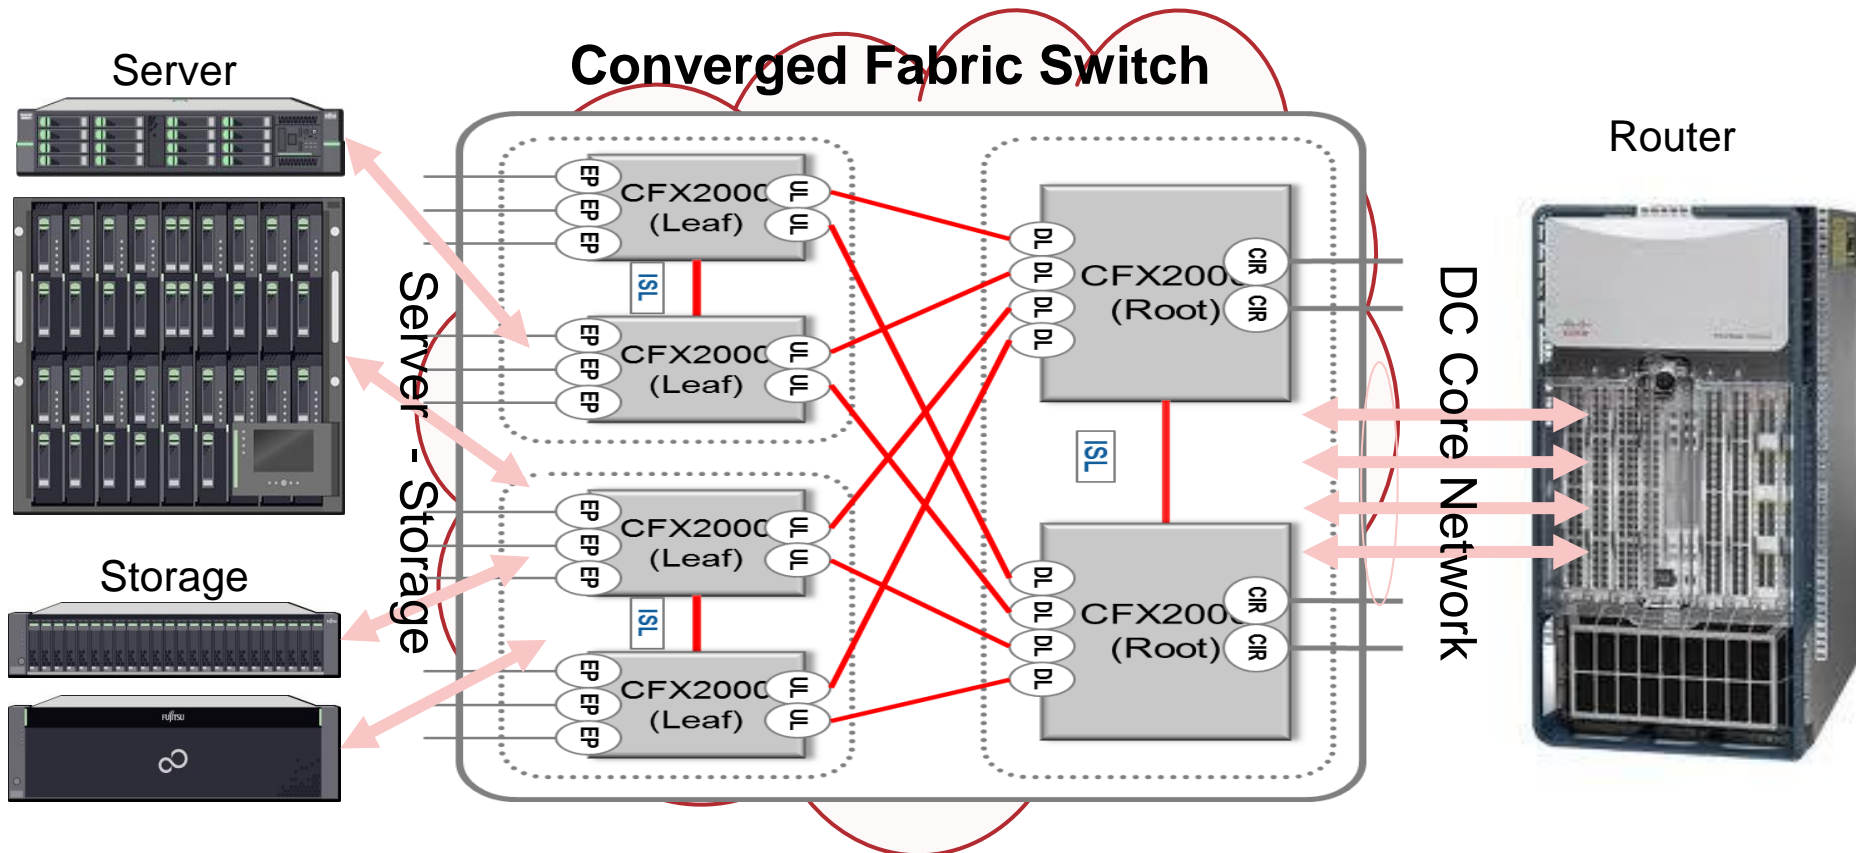 Converged Fabric Switch
Server
Router
Storage
FUJITSU
Server - Storage
DC Core Network
EP
EP
EP
CFX2000
(Leaf)
UL
UL
ISL
EP
EP
EP
CFX2000
(Leaf)
UL
UL
EP
EP
EP
CFX2000
(Leaf)
UL
UL
ISL
EP
EP
EP
CFX2000
(Leaf)
UL
UL
DL
DL
DL
DL
CFX200
(Root)
CIR
CIR
ISL
DL
DL
DL
DL
CFX200
(Root)
CIR
CIR